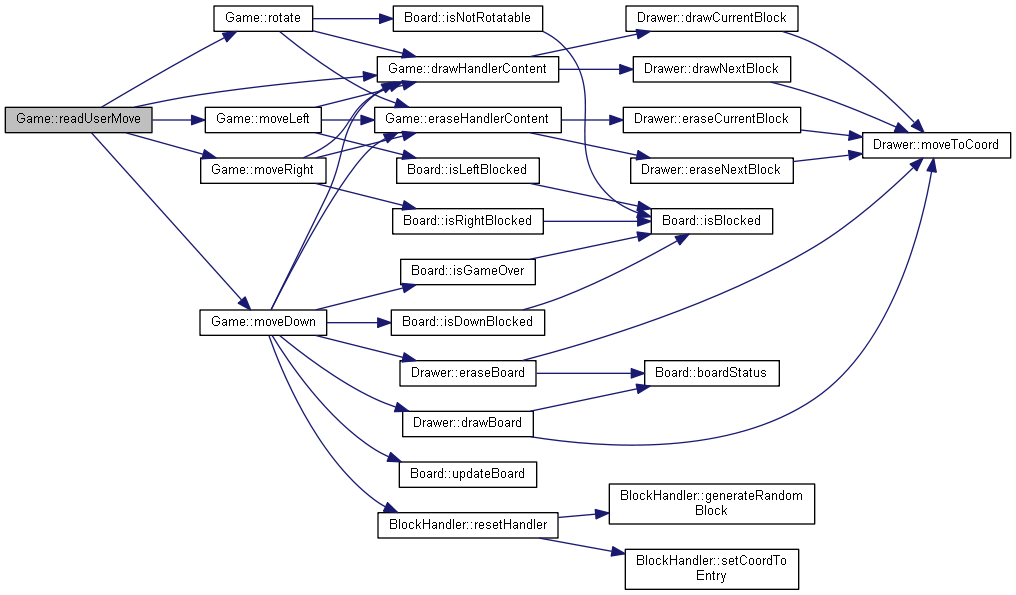 Game::rotate
Board::isNotRotatable
Drawer::drawCurrentBlock
Game::drawHandlerContent
Drawer::drawNextBlock
Game::readUserMove
Game::moveLeft
Game::eraseHandlerContent
Drawer::eraseCurrentBlock
Drawer::moveToCoord
Game::moveRight
Board::isLeftBlocked
Drawer::eraseNextBlock
Board::isRightBlocked
Board::isBlocked
Board::isGameOver
Game::moveDown
Board::isDownBlocked
Drawer::eraseBoard
Board::boardStatus
Drawer::drawBoard
Board::updateBoard
BlockHandler::resetHandler
BlockHandler::generateRandom
Block
BlockHandler::setCoordTo
Entry